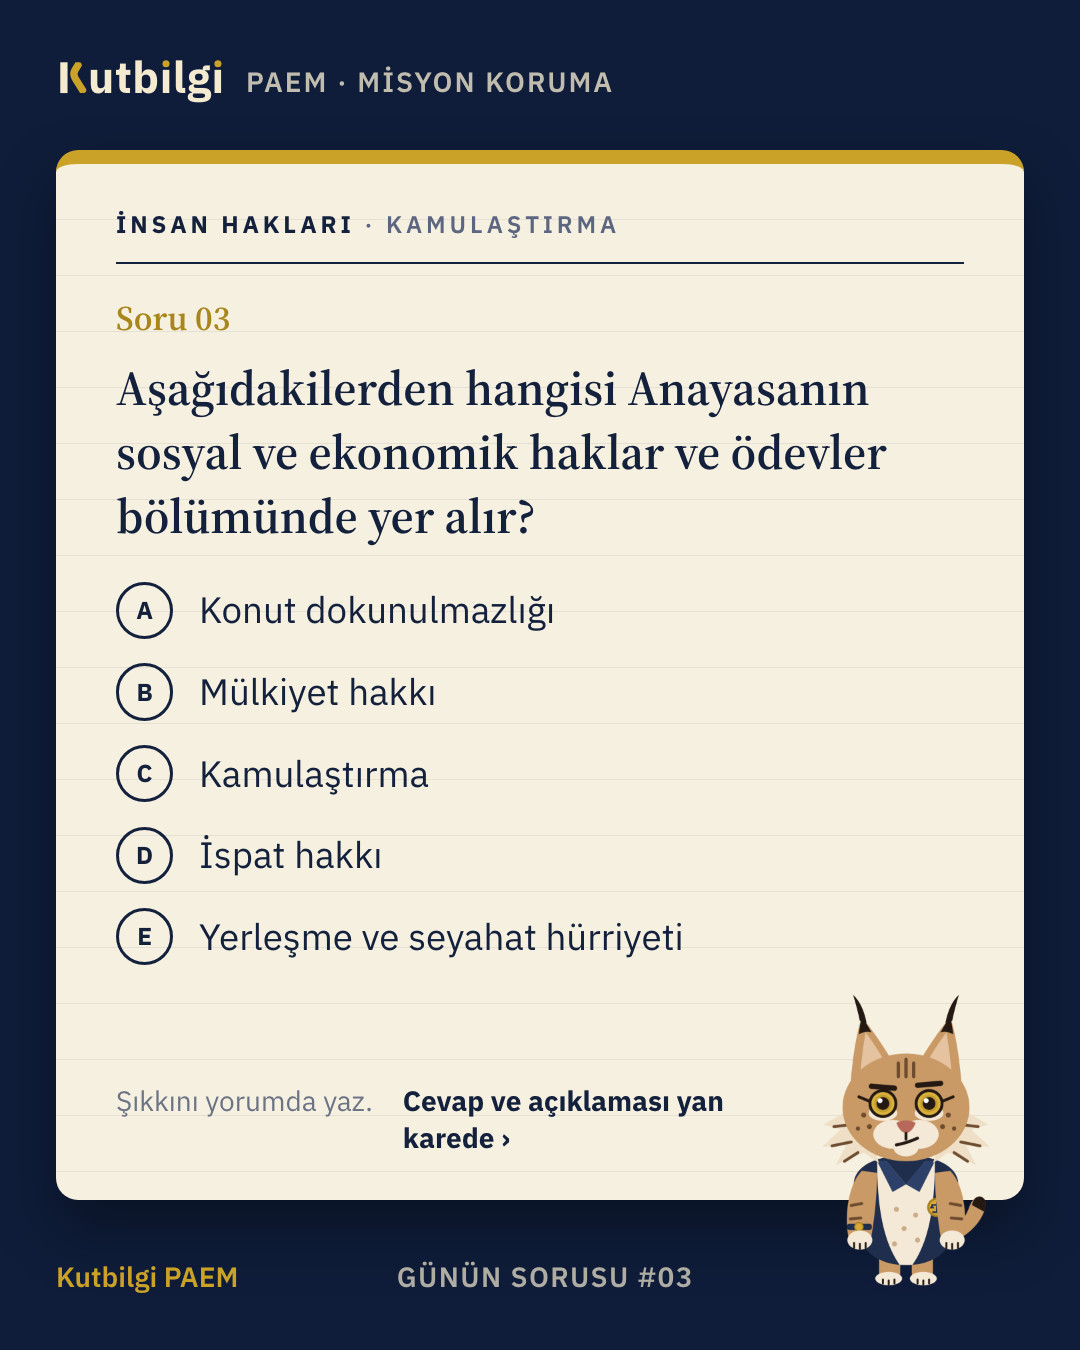 Kutbilgi PAEM · MİSYON KORUMA
İNSAN HAKLARI · KAMULAŞTIRMA
Soru 03
Aşağıdakilerden hangisi Anayasanın
sosyal ve ekonomik haklar ve ödevler
bölümünde yer alır?
A Konut dokunulmazlığı
B Mülkiyet hakkı
C Kamulaştırma
D İspat hakkı
E Yerleşme ve seyahat hürriyeti
Şıkkını yorumda yaz. Cevap ve açıklaması yan
karede ›
Kutbilgi PAEM GÜNÜN SORUSU #03